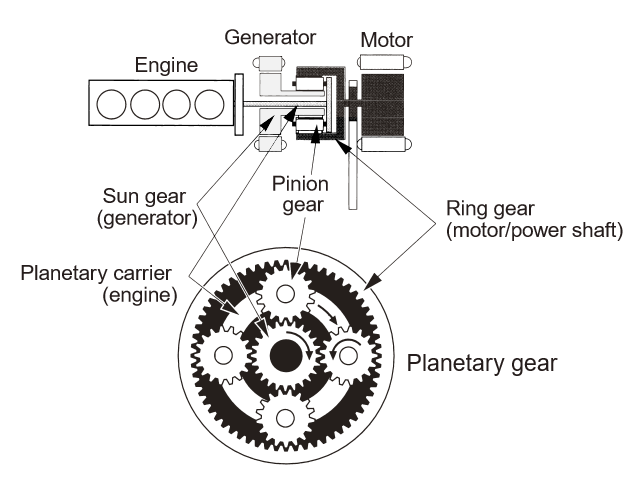 Generator
Motor
Engine
Sun gear
(generator)
Pinion
gear
Ring gear
(motor/power shaft)
Planetary carrier
(engine)
Planetary gear